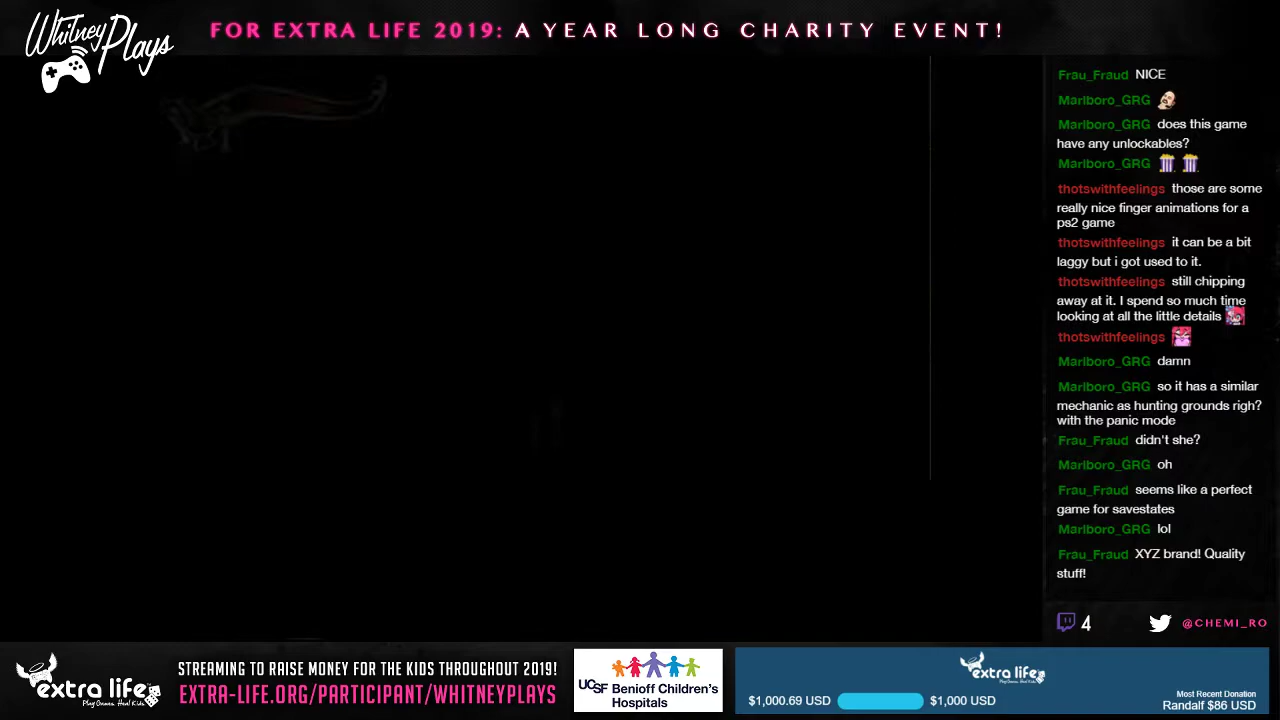 Whitney Plays
FOR EXTRA LIFE 2019: A YEAR LONG CHARITY EVENT!
Frau_Fraud NICE
Marlboro_GRG
Marlboro_GRG does this game
have any unlockables?
Marlboro_GRG
thotswithfeelings those are some
really nice finger animations for a
ps2 game
thotswithfeelings it can be a bit
laggy but i got used to it.
thotswithfeelings still chipping
away at it. I spend so much time
looking at all the little details
thotswithfeelings
Marlboro_GRG damn
Marlboro_GRG so it has a similar
mechanic as hunting grounds righ?
with the panic mode
Frau_Fraud didn't she?
Marlboro_GRG oh
Frau_Fraud seems like a perfect
game for savestates
Marlboro_GRG lol
Frau_Fraud XYZ brand! Quality
stuff!
4
@CHEMI_RO
extra life
Play Games. Heal Kids.
STREAMING TO RAISE MONEY FOR THE KIDS THROUGHOUT 2019!
EXTRA-LIFE.ORG/PARTICIPANT/WHITNEYPLAYS
UCSF Benioff Children's
Hospitals
extra life
Play Games. Heal Kids.
$1,000.69 USD
$1,000 USD
Most Recent Donation
Randalf $86 USD